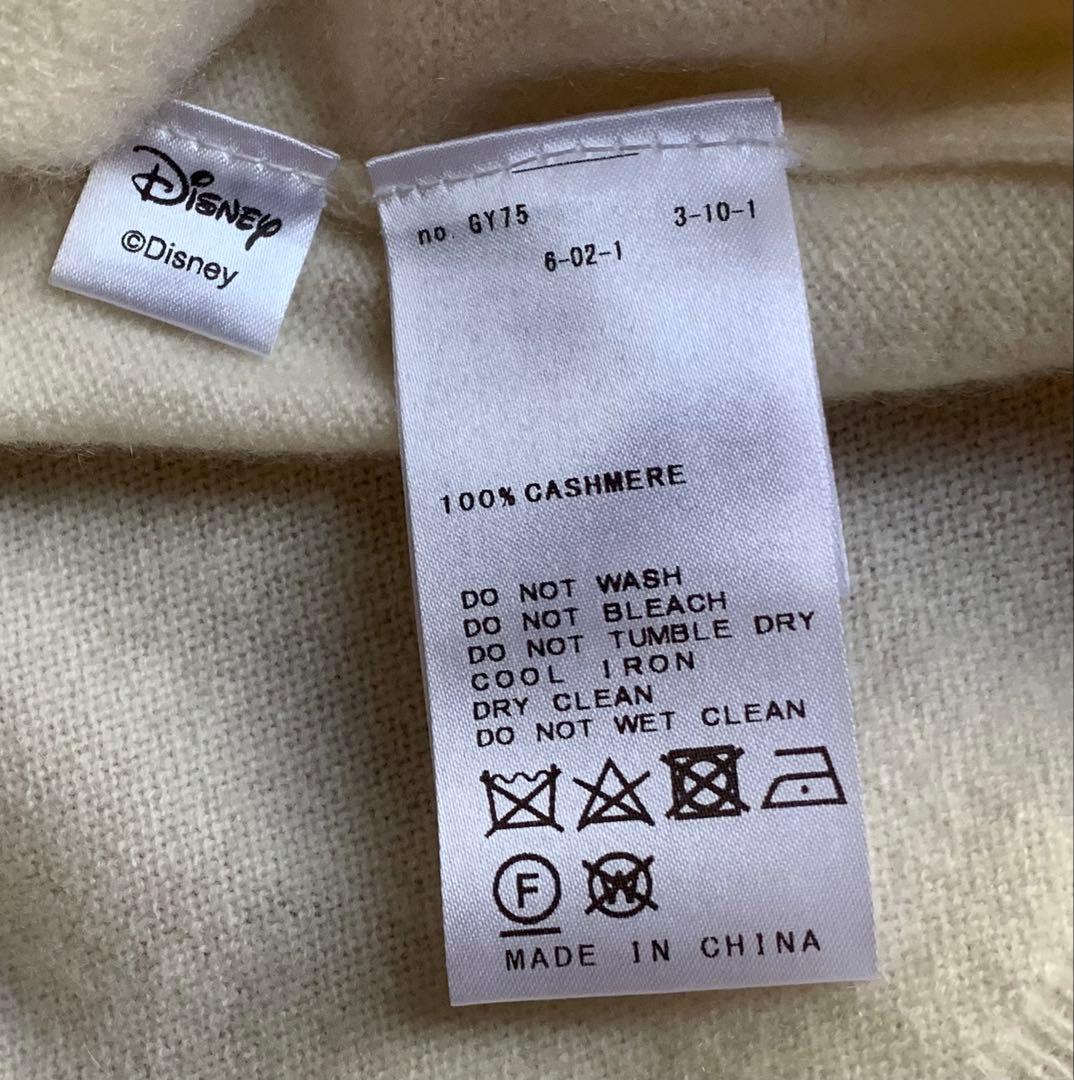 Disney
©Disney
no. GY75 3-10-1
6-02-1
100% CASHMERE
DO NOT WASH
DO NOT BLEACH
DO NOT TUMBLE DRY
COOL IRON
DRY CLEAN
DO NOT WET CLEAN
F W
MADE IN CHINA